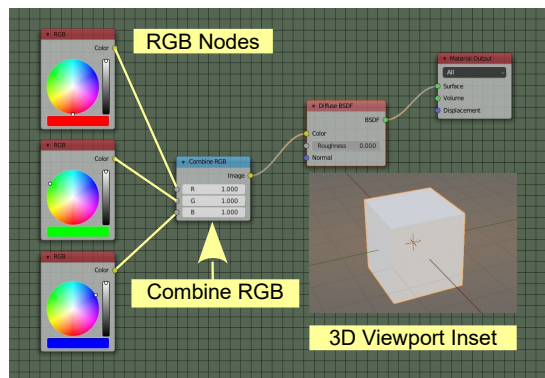 RGB
Color
RGB Nodes
RGB
Color
RGB
Color
Combine RGB
Image
R 1.000
G 1.000
B 1.000
Combine RGB
Diffuse BSDF
BSDF
Color
Roughness 0.000
Normal
Material Output
All
Surface
Volume
Displacement
3D Viewport Inset